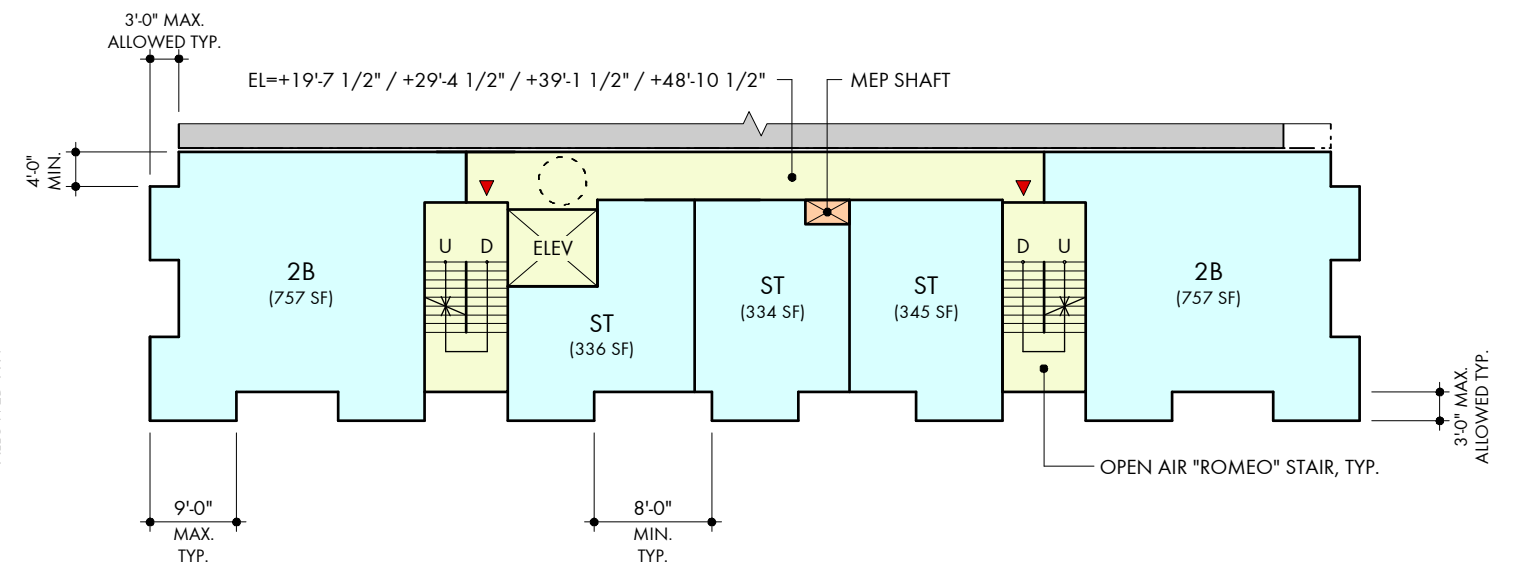 3'-0" MAX.
ALLOWED TYP.
EL=+19'-7 1/2" / +29'-4 1/2" / +39'-1 1/2" / +48'-10 1/2"
MEP SHAFT
4'-0"
MIN.
U D
ELEV
D U
2B
(757 SF)
ST
(336 SF)
ST
(334 SF)
ST
(345 SF)
2B
(757 SF)
3'-0" MAX.
ALLOWED TYP.
OPEN AIR "ROMEO" STAIR, TYP.
9'-0"
MAX.
TYP.
8'-0"
MIN.
TYP.